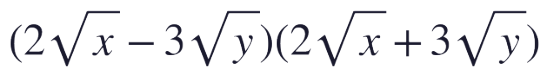 (2√x − 3√y)(2√x + 3√y)